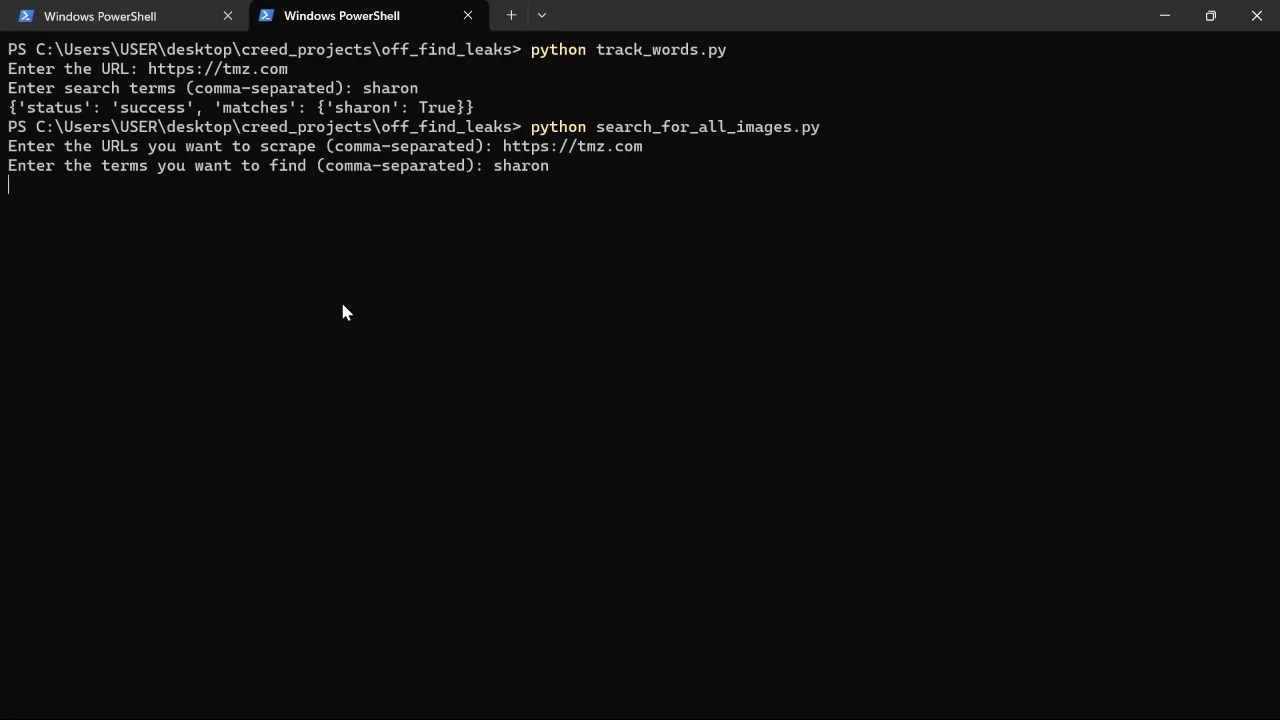 Windows PowerShell
Windows PowerShell
PS C:\Users\USER\desktop\creed_projects\off_find_leaks> python track_words.py
Enter the URL: https://tmz.com
Enter search terms (comma-separated): sharon
{'status': 'success', 'matches': {'sharon': True}}
PS C:\Users\USER\desktop\creed_projects\off_find_leaks> python search_for_all_images.py
Enter the URLs you want to scrape (comma-separated): https://tmz.com
Enter the terms you want to find (comma-separated): sharon